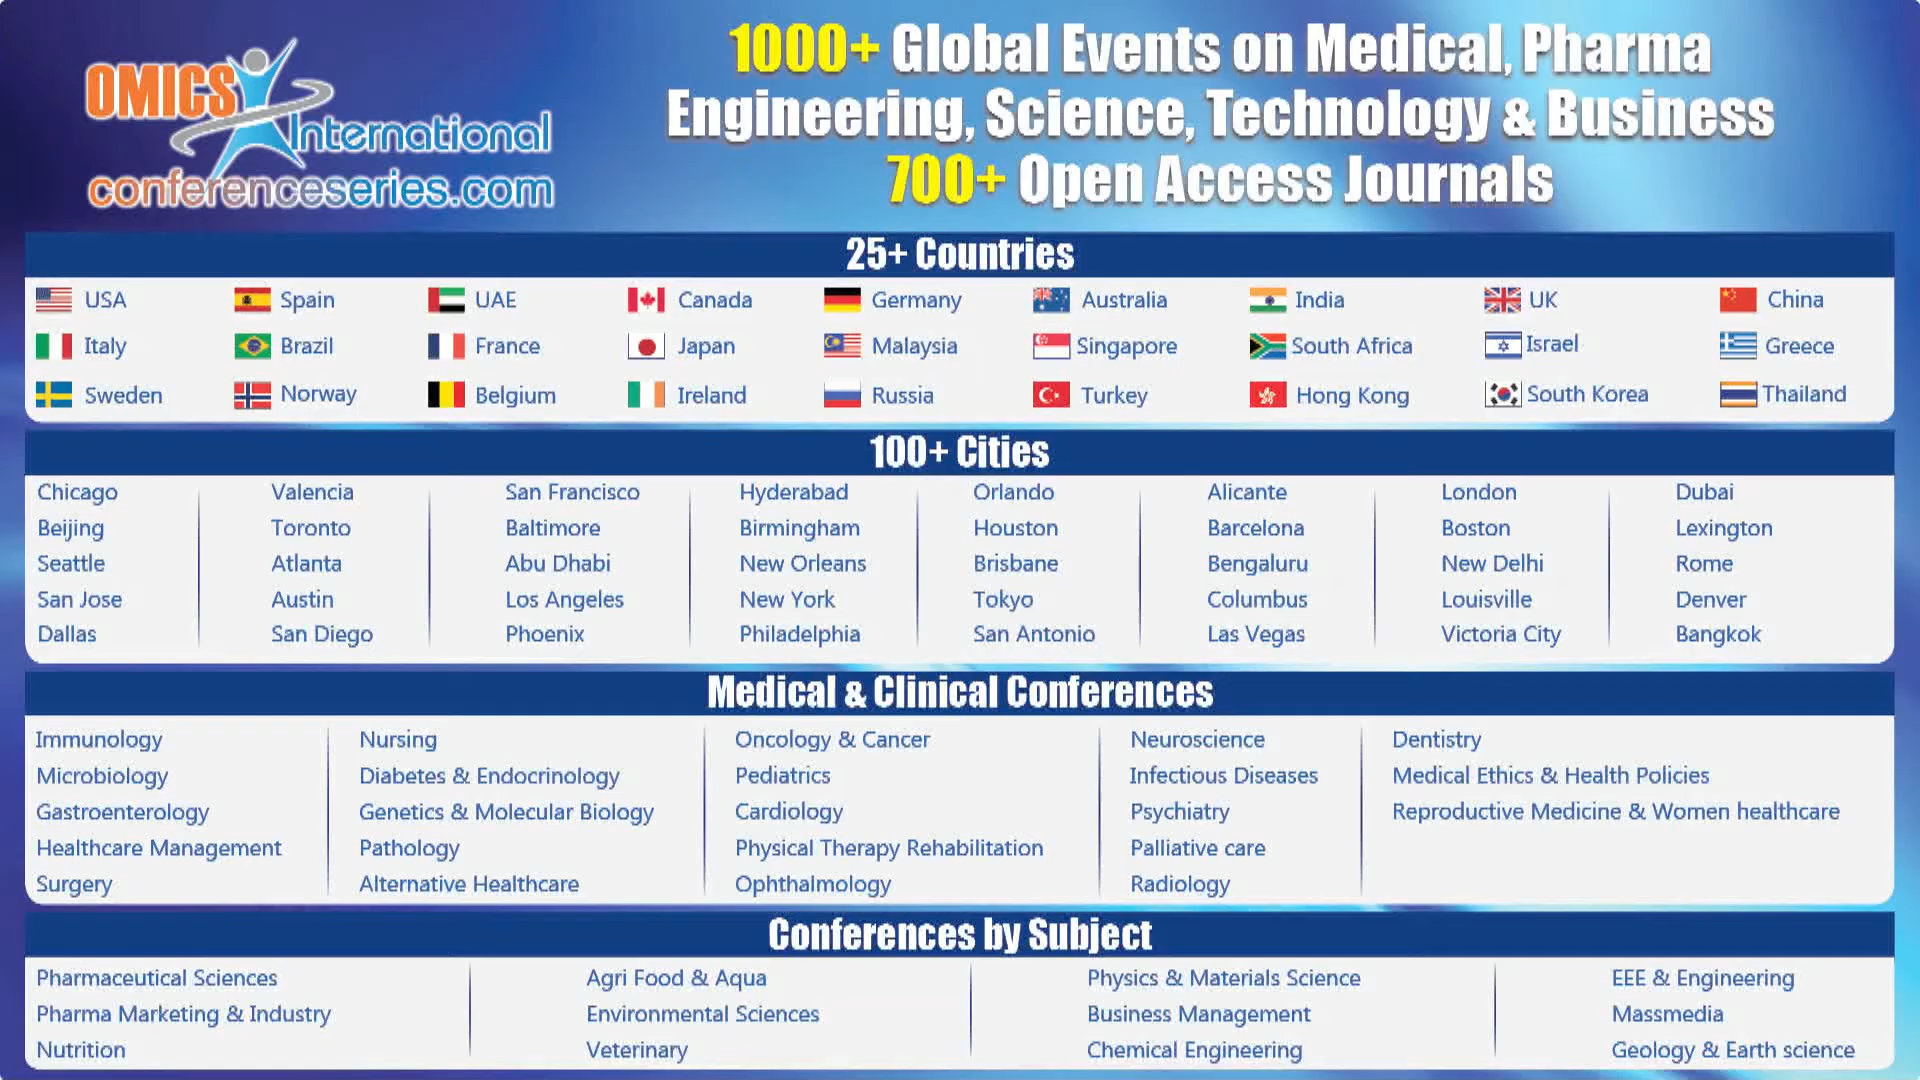 OMICS
International
conferenceseries.com
1000+ Global Events on Medical, Pharma
Engineering, Science, Technology & Business
700+ Open Access Journals
25+ Countries
USA Spain UAE Canada Germany Australia India UK China
Italy Brazil France Japan Malaysia Singapore South Africa Israel Greece
Sweden Norway Belgium Ireland Russia Turkey Hong Kong South Korea Thailand
100+ Cities
Chicago Valencia San Francisco Hyderabad Orlando Alicante London Dubai
Beijing Toronto Baltimore Birmingham Houston Barcelona Boston Lexington
Seattle Atlanta Abu Dhabi New Orleans Brisbane Bengaluru New Delhi Rome
San Jose Austin Los Angeles New York Tokyo Columbus Louisville Denver
Dallas San Diego Phoenix Philadelphia San Antonio Las Vegas Victoria City Bangkok
Medical & Clinical Conferences
Immunology Nursing Oncology & Cancer Neuroscience Dentistry
Microbiology Diabetes & Endocrinology Pediatrics Infectious Diseases Medical Ethics & Health Policies
Gastroenterology Genetics & Molecular Biology Cardiology Psychiatry Reproductive Medicine & Women healthcare
Healthcare Management Pathology Physical Therapy Rehabilitation Palliative care
Surgery Alternative Healthcare Ophthalmology Radiology
Conferences by Subject
Pharmaceutical Sciences Agri Food & Aqua Physics & Materials Science EEE & Engineering
Pharma Marketing & Industry Environmental Sciences Business Management Massmedia
Nutrition Veterinary Chemical Engineering Geology & Earth science